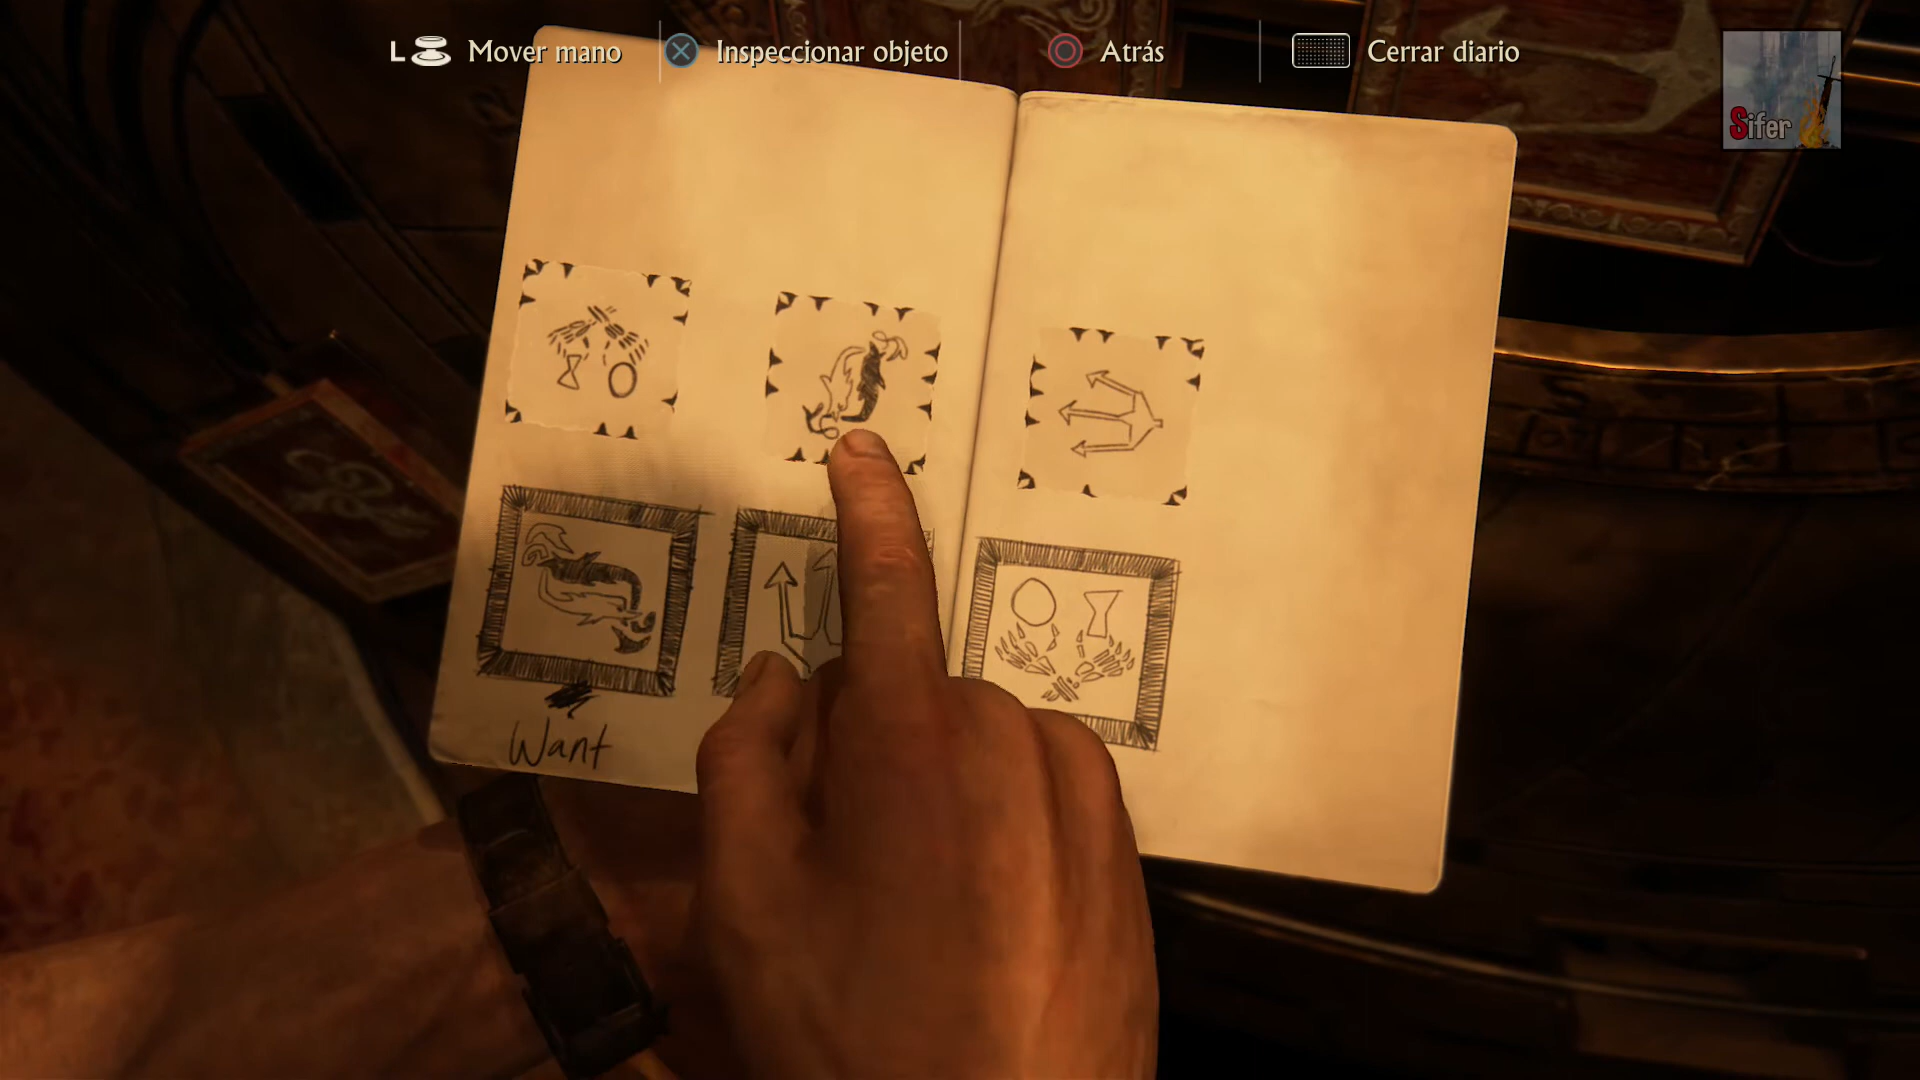 L Mover mano
Inspeccionar objeto
Atrás
Cerrar diario
Sifer
Want